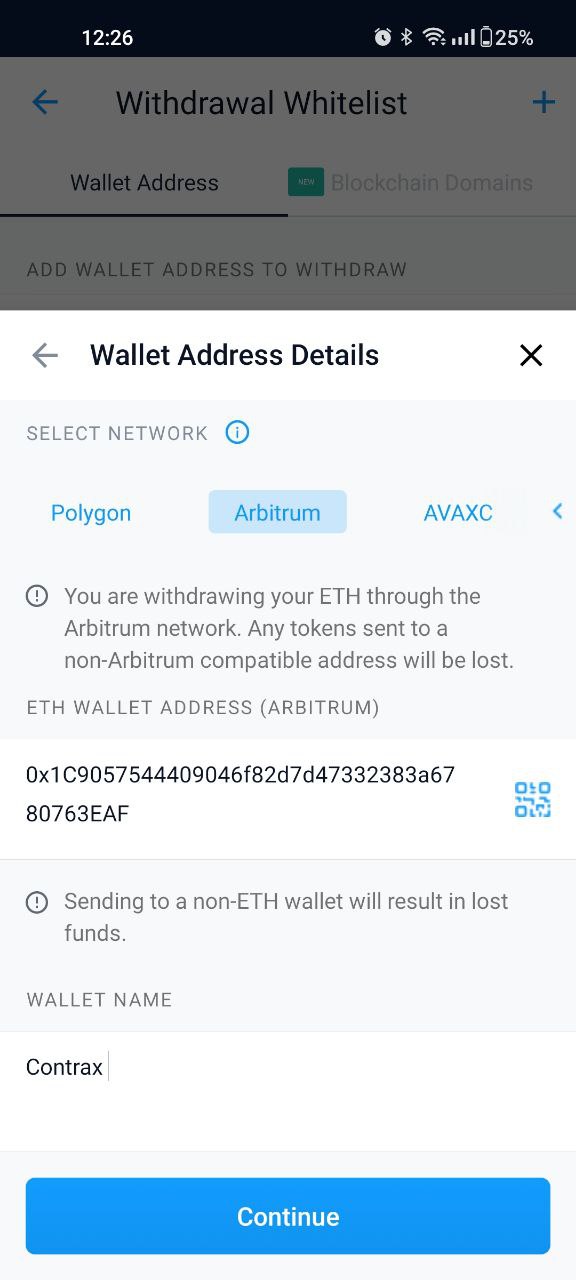 12:26
25%
Withdrawal Whitelist
Wallet Address
NEW
Blockchain Domains
ADD WALLET ADDRESS TO WITHDRAW
Wallet Address Details
SELECT NETWORK
Polygon
Arbitrum
AVAXC
You are withdrawing your ETH through the
Arbitrum network. Any tokens sent to a
non-Arbitrum compatible address will be lost.
ETH WALLET ADDRESS (ARBITRUM)
0x1C9057544409046f82d7d47332383a67
80763EAF
Sending to a non-ETH wallet will result in lost
funds.
WALLET NAME
Contrax
Continue